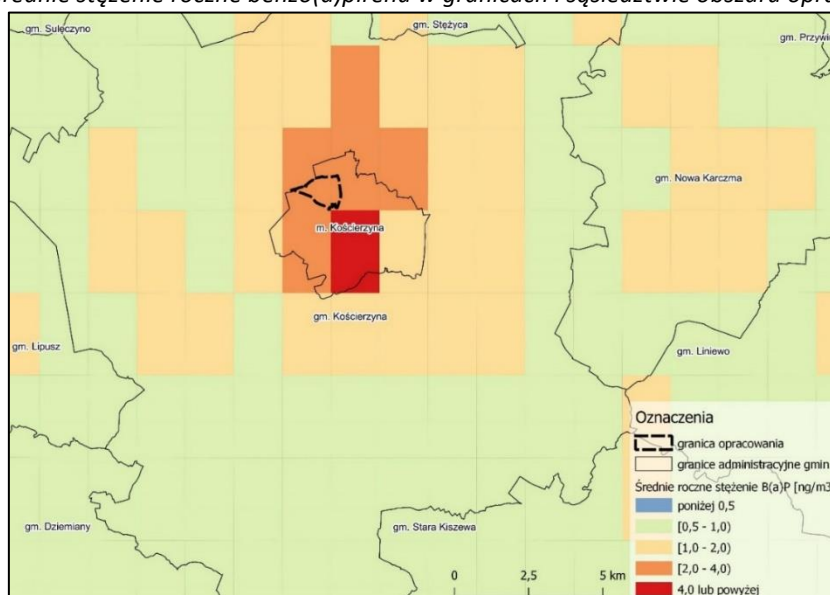 rednie stężenie roczne benzo(a)pirenu w granicach i sąsiedztwie obszaru opra
gm. Sulęczyno
gm. Stężyca
gm. Przywi
gm. Nowa Karczma
m. Kościerzyna
gm. Kościerzyna
gm. Lipusz
gm. Liniewo
gm. Dziemiany
gm. Stara Kiszewa
Oznaczenia
granica opracowania
granice administracyjne gmin
Średnie roczne stężenie B(a)P [ng/m3
poniżej 0,5
[0,5 - 1,0)
[1,0 - 2,0)
[2,0 - 4,0)
4,0 lub powyżej
0 2,5 5 km